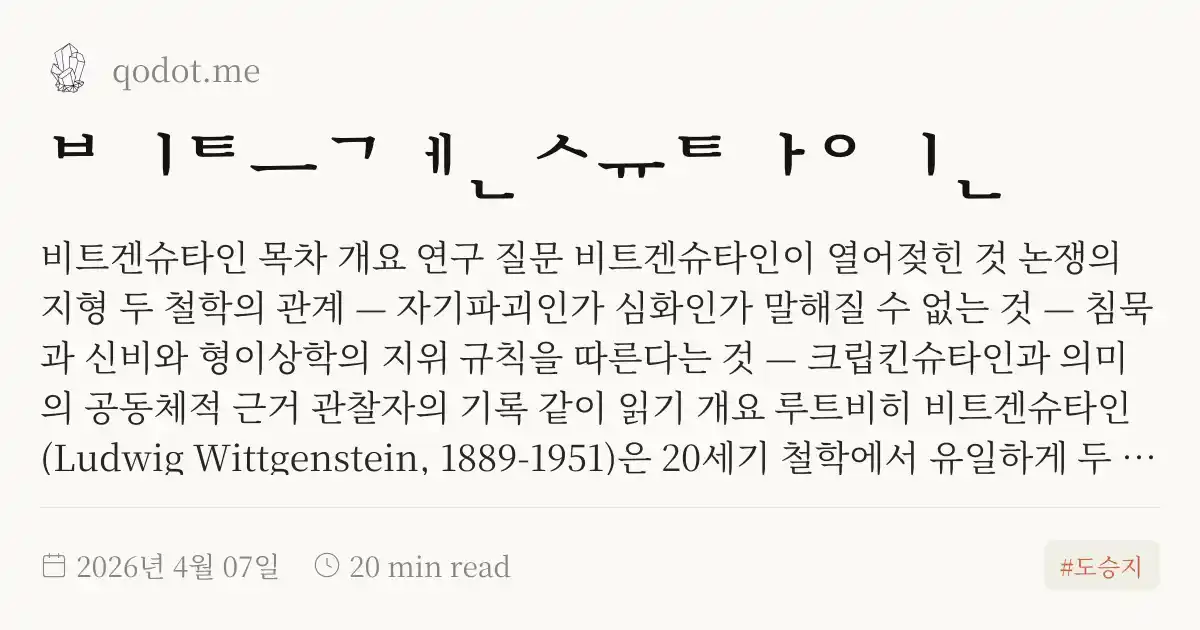 qodot.me
비트겐슈타인
비트겐슈타인 목차 개요 연구 질문 비트겐슈타인이 열어젖힌 것 논쟁의
지형 두 철학의 관계 — 자기파괴인가 심화인가 말해질 수 없는 것 — 침묵
과 신비와 형이상학의 지위 규칙을 따른다는 것 — 크립킨슈타인과 의미
의 공동체적 근거 관찰자의 기록 같이 읽기 개요 루트비히 비트겐슈타인
(Ludwig Wittgenstein, 1889-1951)은 20세기 철학에서 유일하게 두 …
2026년 4월 07일 20 min read
#도승지